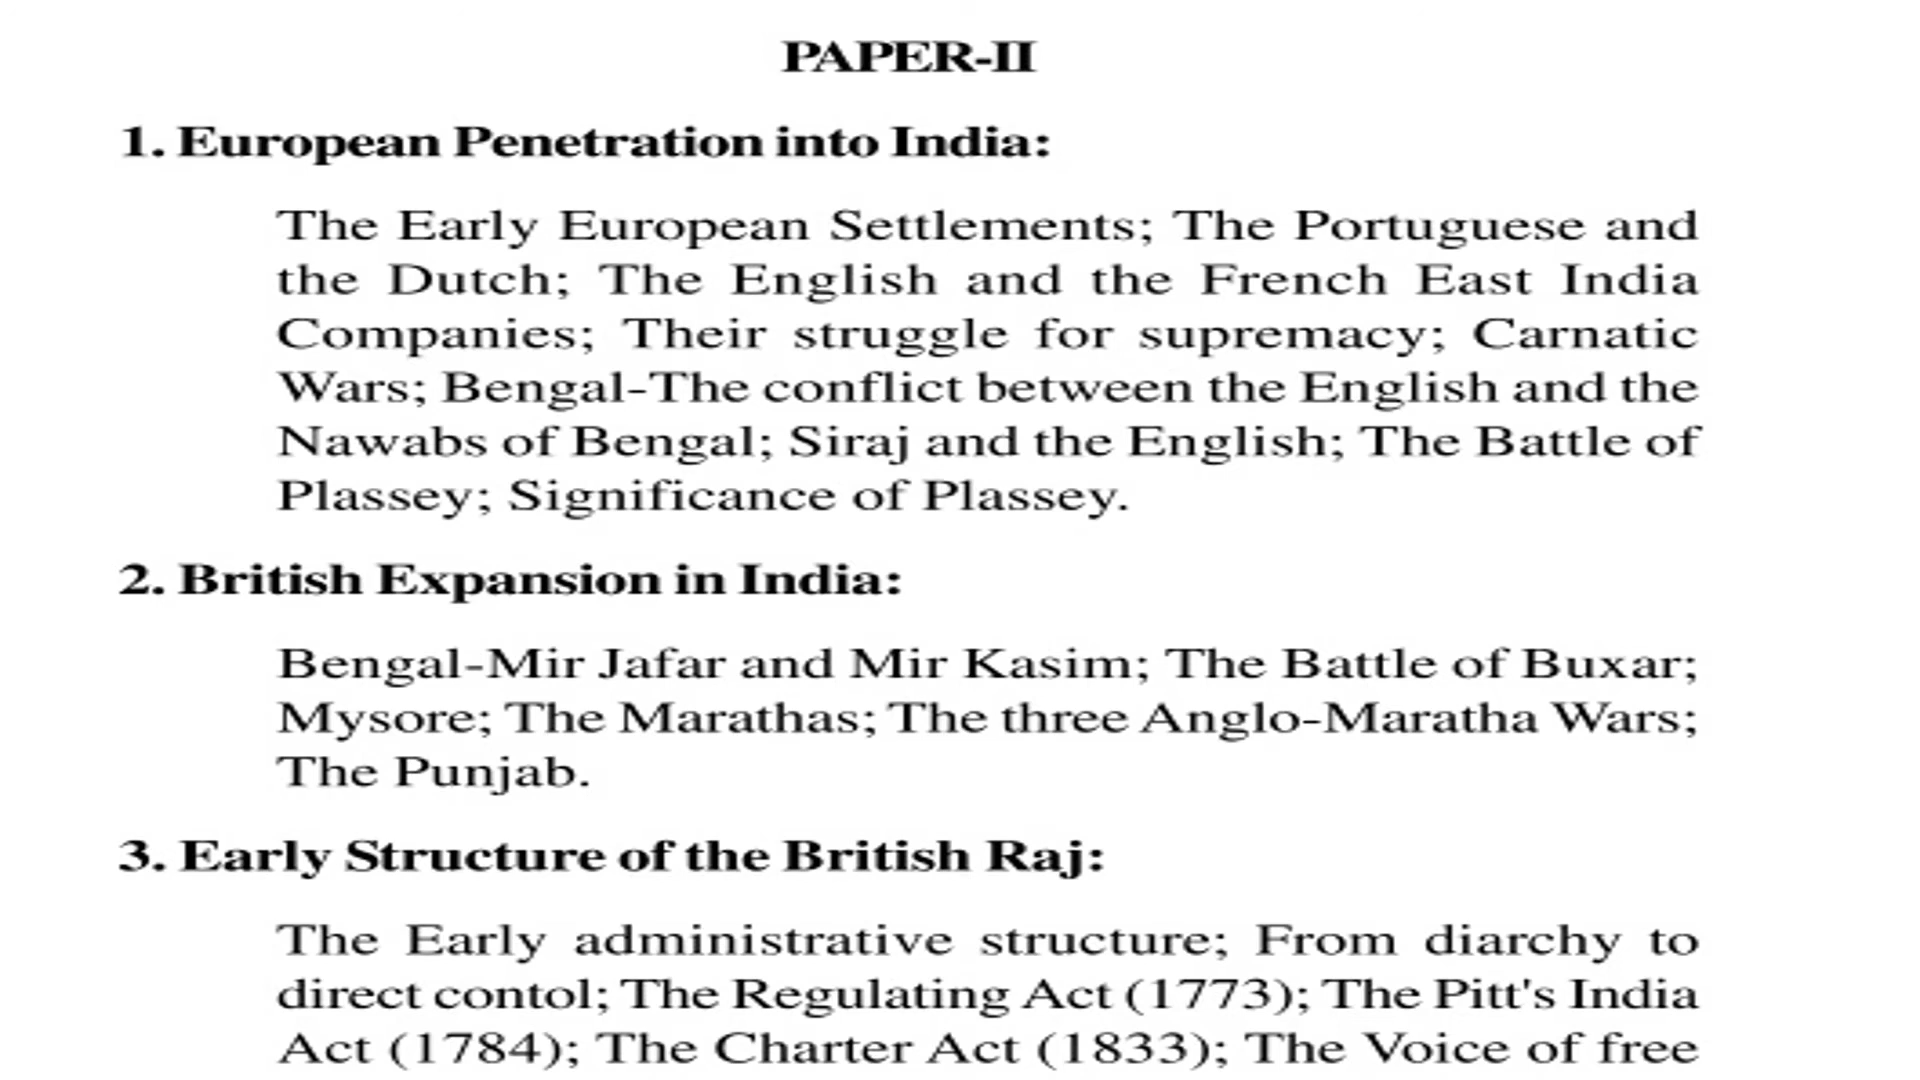 PAPER-II
1. European Penetration into India:
The Early European Settlements; The Portuguese and
the Dutch; The English and the French East India
Companies; Their struggle for supremacy; Carnatic
Wars; Bengal-The conflict between the English and the
Nawabs of Bengal; Siraj and the English; The Battle of
Plassey; Significance of Plassey.
2. British Expansion in India:
Bengal-Mir Jafar and Mir Kasim; The Battle of Buxar;
Mysore; The Marathas; The three Anglo-Maratha Wars;
The Punjab.
3. Early Structure of the British Raj:
The Early administrative structure; From diarchy to
direct contol; The Regulating Act (1773); The Pitt's India
Act (1784); The Charter Act (1833); The Voice of free